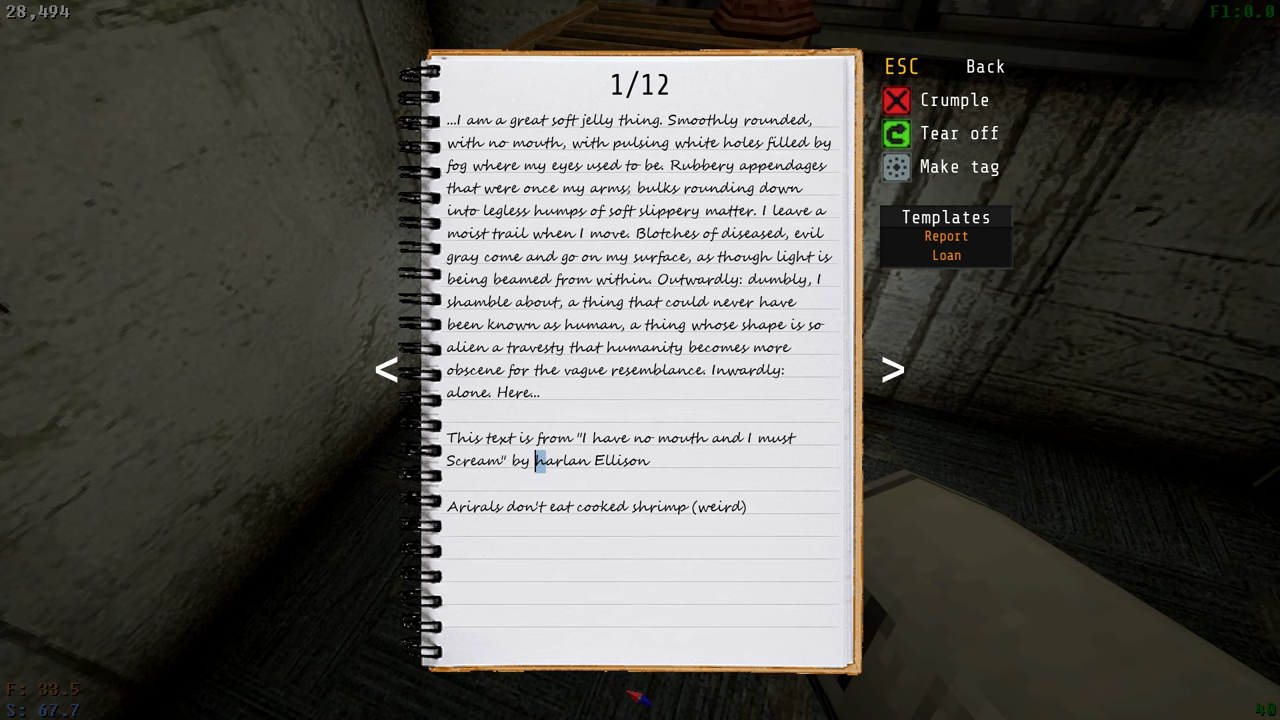 28,494
F1:0.0
1/12
ESC Back
Crumple
Tear off
Make tag
Templates
Report
Loan
...I am a great soft jelly thing. Smoothly rounded,
with no mouth, with pulsing white holes filled by
fog where my eyes used to be. Rubbery appendages
that were once my arms; bulks rounding down
into legless humps of soft slippery matter. I leave a
moist trail when I move. Blotches of diseased, evil
gray come and go on my surface, as though light is
being beamed from within. Outwardly: dumbly, I
shamble about, a thing that could never have
been known as human, a thing whose shape is so
alien a travesty that humanity becomes more
obscene for the vague resemblance. Inwardly:
alone. Here...
This text is from "I have no mouth and I must
Scream" by harlan Ellison
Arirals don't eat cooked shrimp (weird)
<
>
F: 33.5
S: 67.7
40